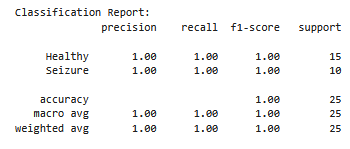 Classification Report:
precision recall f1-score support
Healthy 1.00 1.00 1.00 15
Seizure 1.00 1.00 1.00 10
accuracy 1.00 25
macro avg 1.00 1.00 1.00 25
weighted avg 1.00 1.00 1.00 25